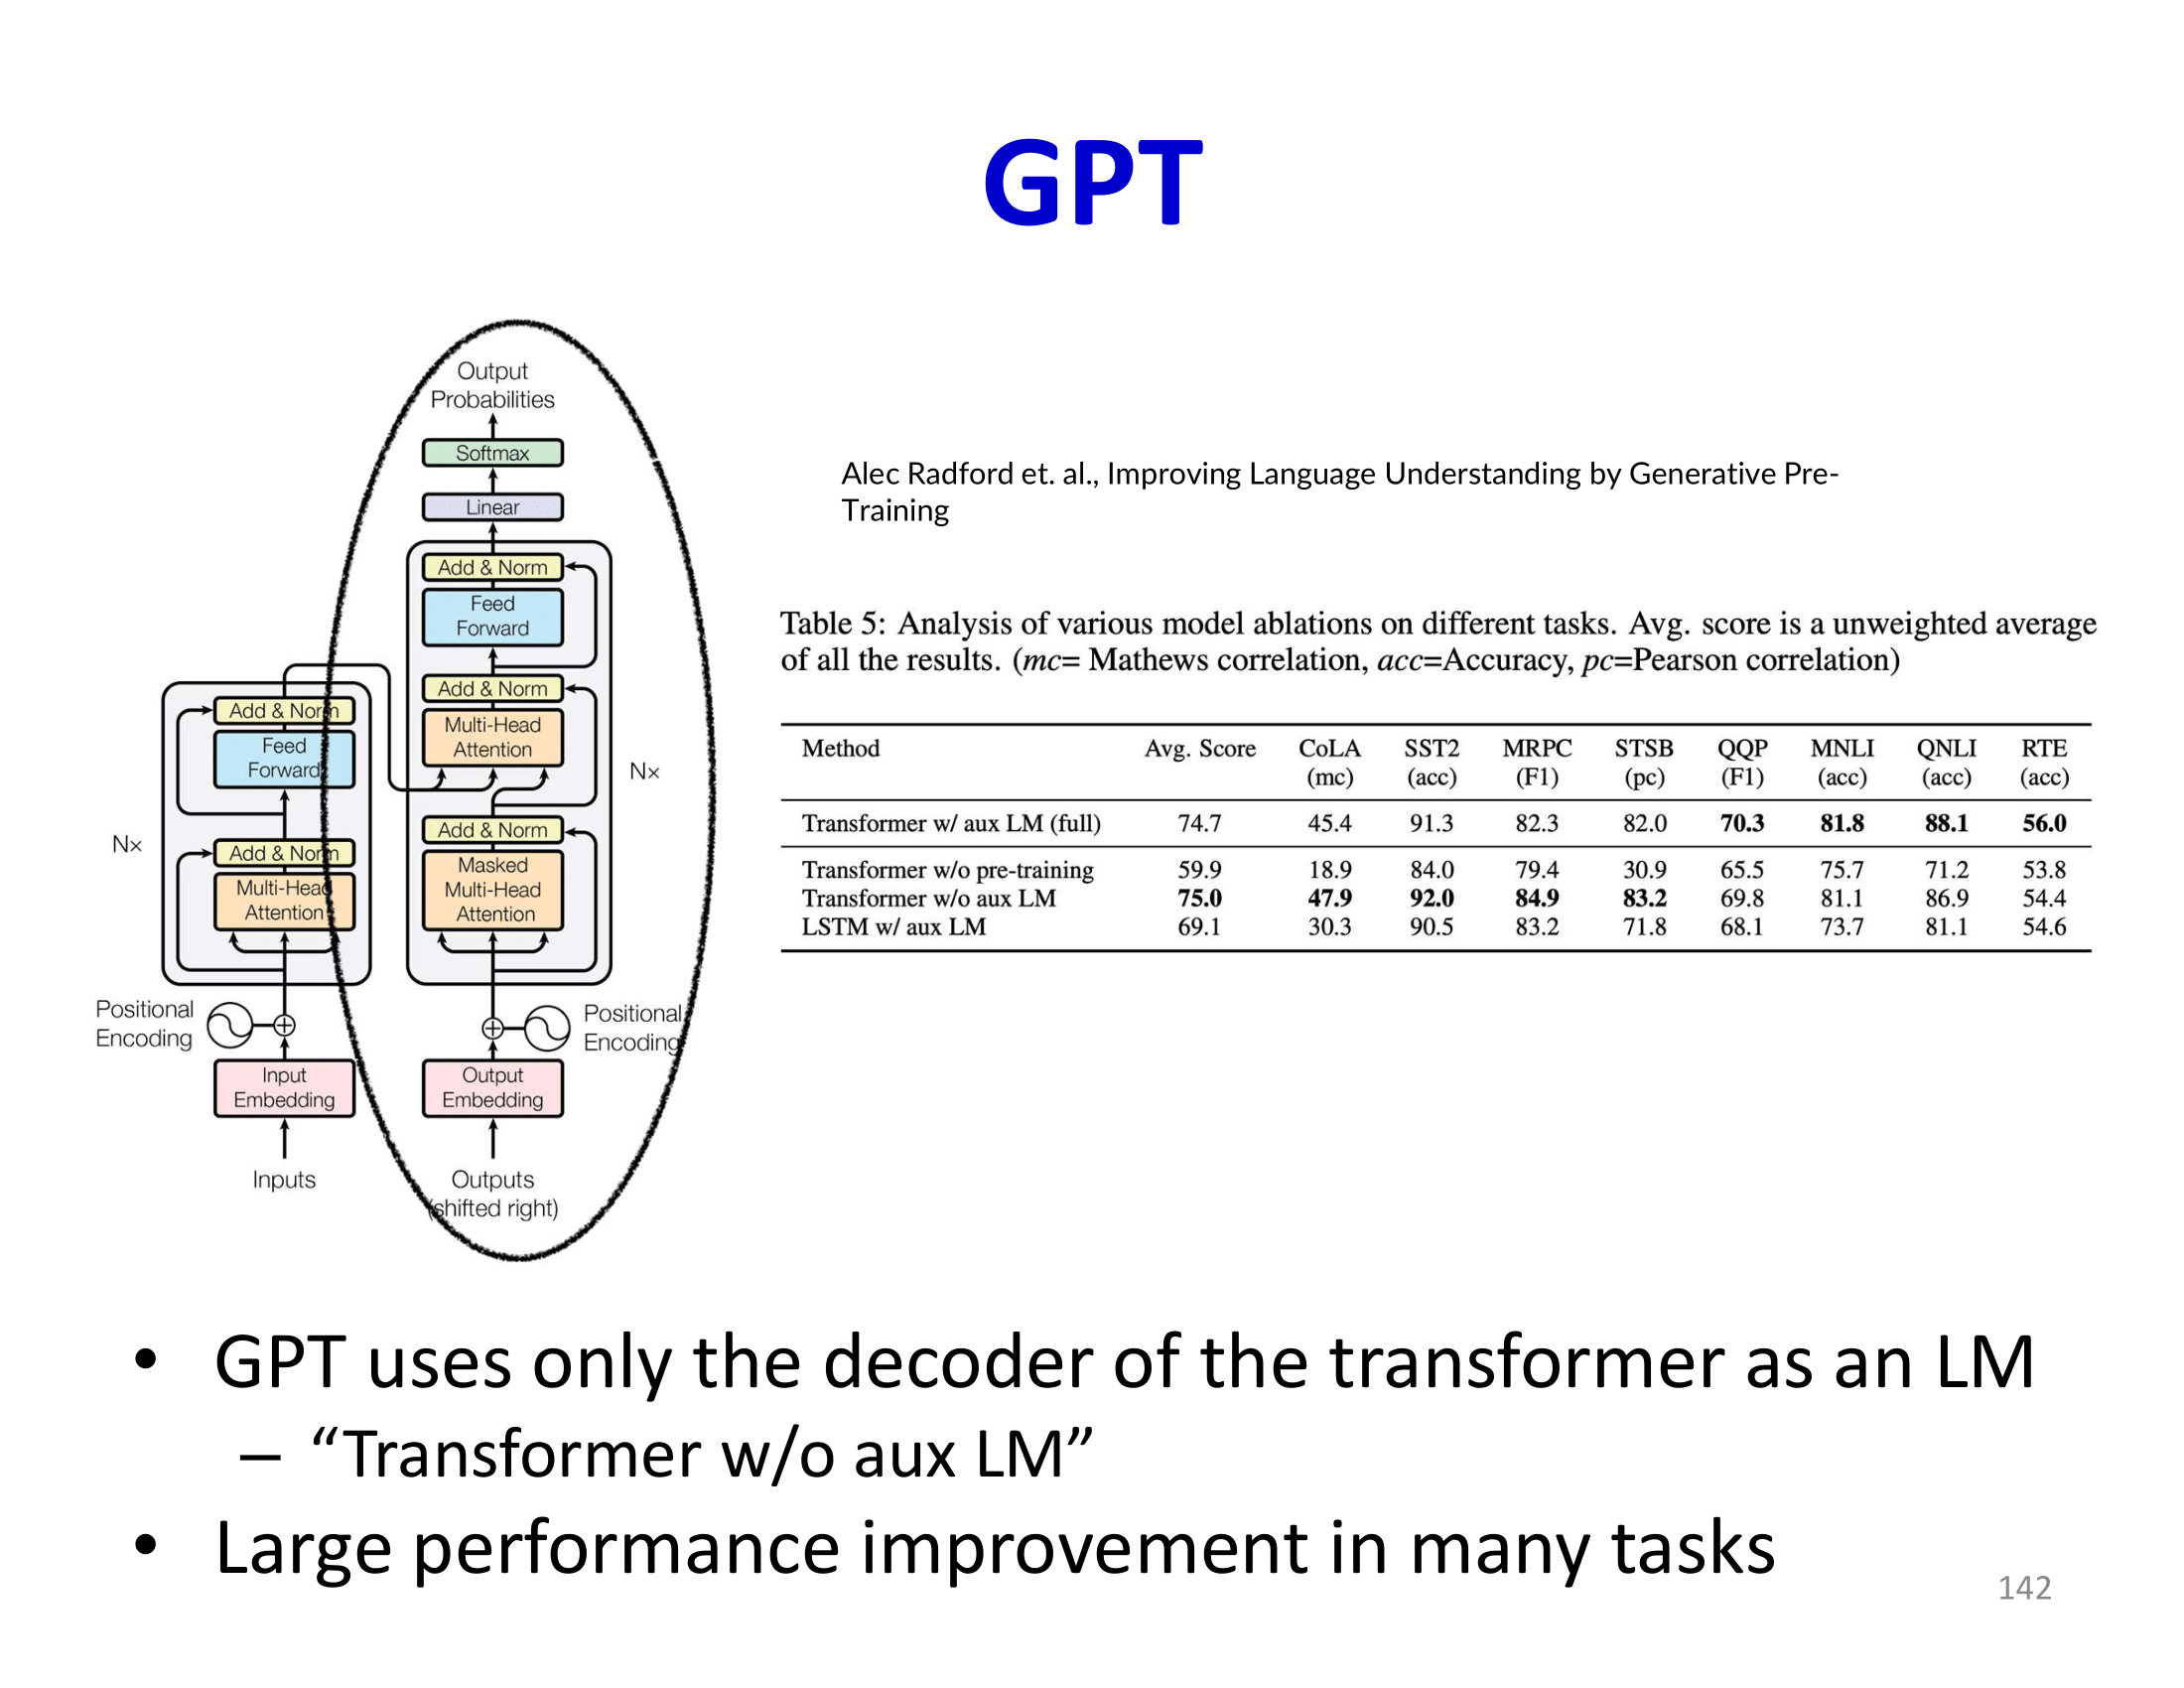 GPT
Output
Probabilities
Softmax
Linear
Add & Norm
Feed
Forward
Add & Norm
Multi-Head
Attention
Nx
Add & Norm
Masked
Multi-Head
Attention
Add & Norm
Feed
Forward
Nx
Add & Norm
Multi-Head
Attention
Positional
Encoding
Positional
Encoding
Input
Embedding
Output
Embedding
Inputs
Outputs
(shifted right)
Alec Radford et. al., Improving Language Understanding by Generative Pre-
Training
Table 5: Analysis of various model ablations on different tasks. Avg. score is a unweighted average
of all the results. (mc= Mathews correlation, acc=Accuracy, pc=Pearson correlation)
Method Avg. Score CoLA SST2 MRPC STSB QQP MNLI QNLI RTE
(mc) (acc) (F1) (pc) (F1) (acc) (acc) (acc)
Transformer w/ aux LM (full) 74.7 45.4 91.3 82.3 82.0 70.3 81.8 88.1 56.0
Transformer w/o pre-training 59.9 18.9 84.0 79.4 30.9 65.5 75.7 71.2 53.8
Transformer w/o aux LM 75.0 47.9 92.0 84.9 83.2 69.8 81.1 86.9 54.4
LSTM w/ aux LM 69.1 30.3 90.5 83.2 71.8 68.1 73.7 81.1 54.6
• GPT uses only the decoder of the transformer as an LM
– “Transformer w/o aux LM”
• Large performance improvement in many tasks
142